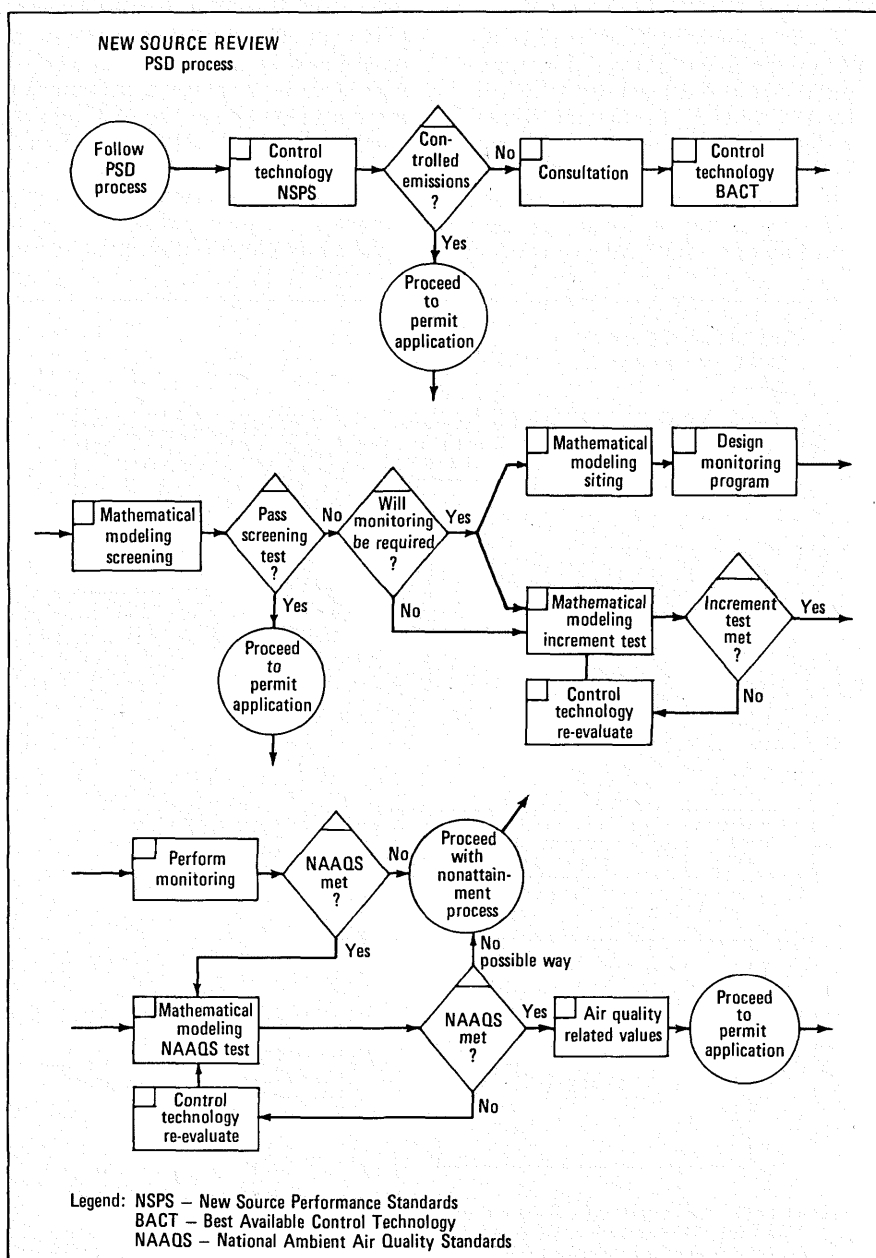 NEW SOURCE REVIEW
PSD process
Follow
PSD
process
Control
technology
NSPS
Con-
trolled
emissions
?
No
Consultation
Control
technology
BACT
Yes
Proceed
to
permit
application
Mathematical
modeling
screening
Pass
screening
test
?
No
Will
monitoring
be required
?
Yes
Mathematical
modeling
siting
Design
monitoring
program
Yes
Proceed
to
permit
application
No
Mathematical
modeling
increment test
Increment
test
met
?
Yes
No
Control
technology
re-evaluate
Perform
monitoring
NAAQS
met
?
No
Proceed
with
nonattain-
ment
process
Yes
No
possible way
Mathematical
modeling
NAAQS test
NAAQS
met
?
Yes
Air quality
related values
Proceed
to
permit
application
No
Control
technology
re-evaluate
Legend: NSPS – New Source Performance Standards
BACT – Best Available Control Technology
NAAQS – National Ambient Air Quality Standards